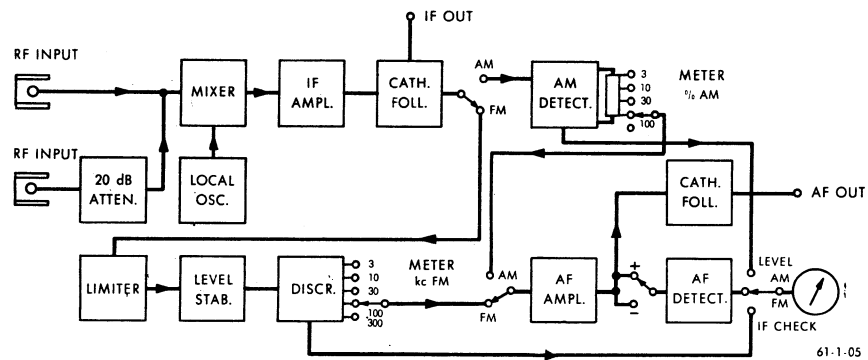 IF OUT
RF INPUT
MIXER
IF
AMPL.
CATH.
FOLL.
AM
FM
AM
DETECT.
3
10
30
100
METER
% AM
RF INPUT
20 dB
ATTEN.
LOCAL
OSC.
CATH.
FOLL.
AF OUT
LIMITER
LEVEL
STAB.
DISCR.
3
10
30
100
300
METER
kc FM
AM
FM
AF
AMPL.
+
−
AF
DETECT.
LEVEL
AM
FM
IF CHECK
61-1-05